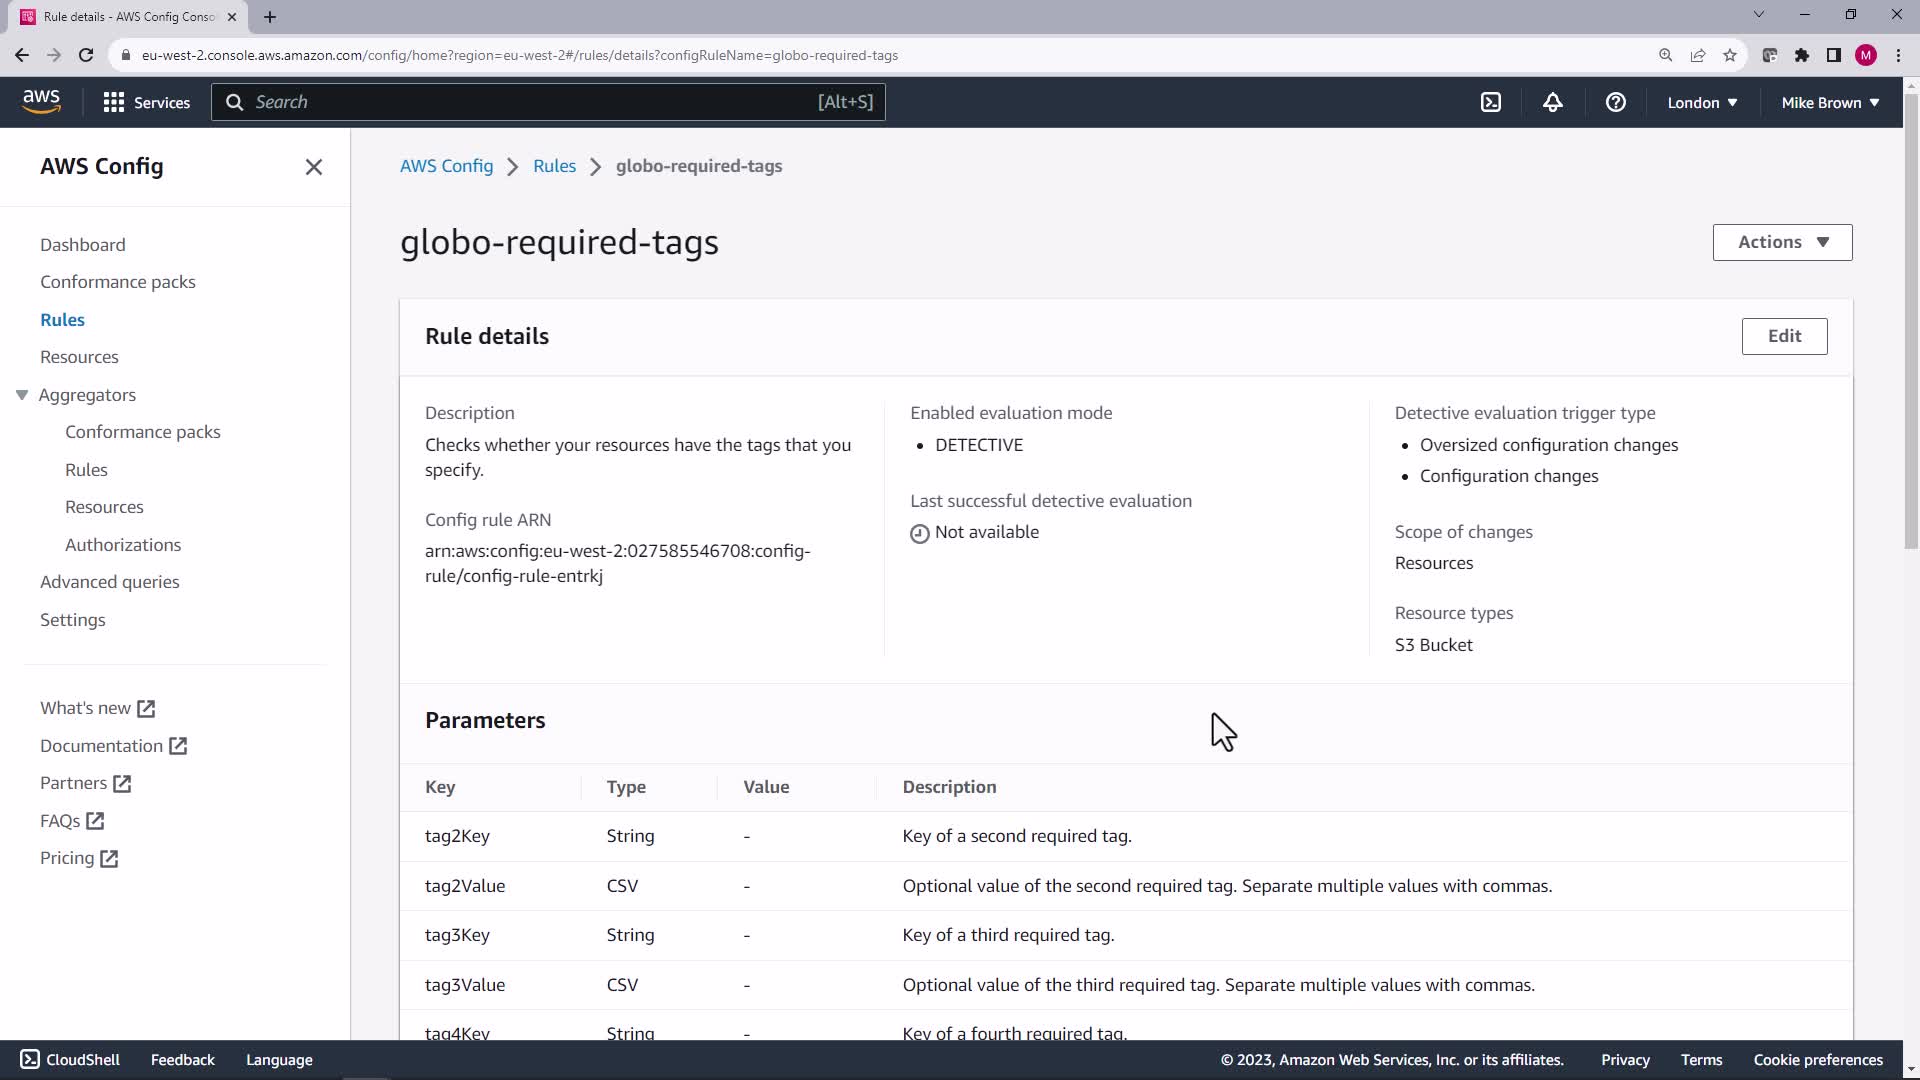 Rule details - AWS Config Conso
eu-west-2.console.aws.amazon.com/config/home?region=eu-west-2#/rules/details?configRuleName=globo-required-tags
M
aws
Services
Search
[Alt+S]
London
Mike Brown
AWS Config
Dashboard
Conformance packs
Rules
Resources
Aggregators
Conformance packs
Rules
Resources
Authorizations
Advanced queries
Settings
What's new
Documentation
Partners
FAQs
Pricing
AWS Config
Rules
globo-required-tags
globo-required-tags
Actions
Rule details
Edit
Description
Checks whether your resources have the tags that you
specify.
Config rule ARN
arn:aws:config:eu-west-2:027585546708:config-
rule/config-rule-entrkj
Enabled evaluation mode
DETECTIVE
Last successful detective evaluation
Not available
Detective evaluation trigger type
Oversized configuration changes
Configuration changes
Scope of changes
Resources
Resource types
S3 Bucket
Parameters
Key Type Value Description
tag2Key String - Key of a second required tag.
tag2Value CSV - Optional value of the second required tag. Separate multiple values with commas.
tag3Key String - Key of a third required tag.
tag3Value CSV - Optional value of the third required tag. Separate multiple values with commas.
tag4Key String - Key of a fourth required tag.
CloudShell Feedback Language © 2023, Amazon Web Services, Inc. or its affiliates. Privacy Terms Cookie preferences